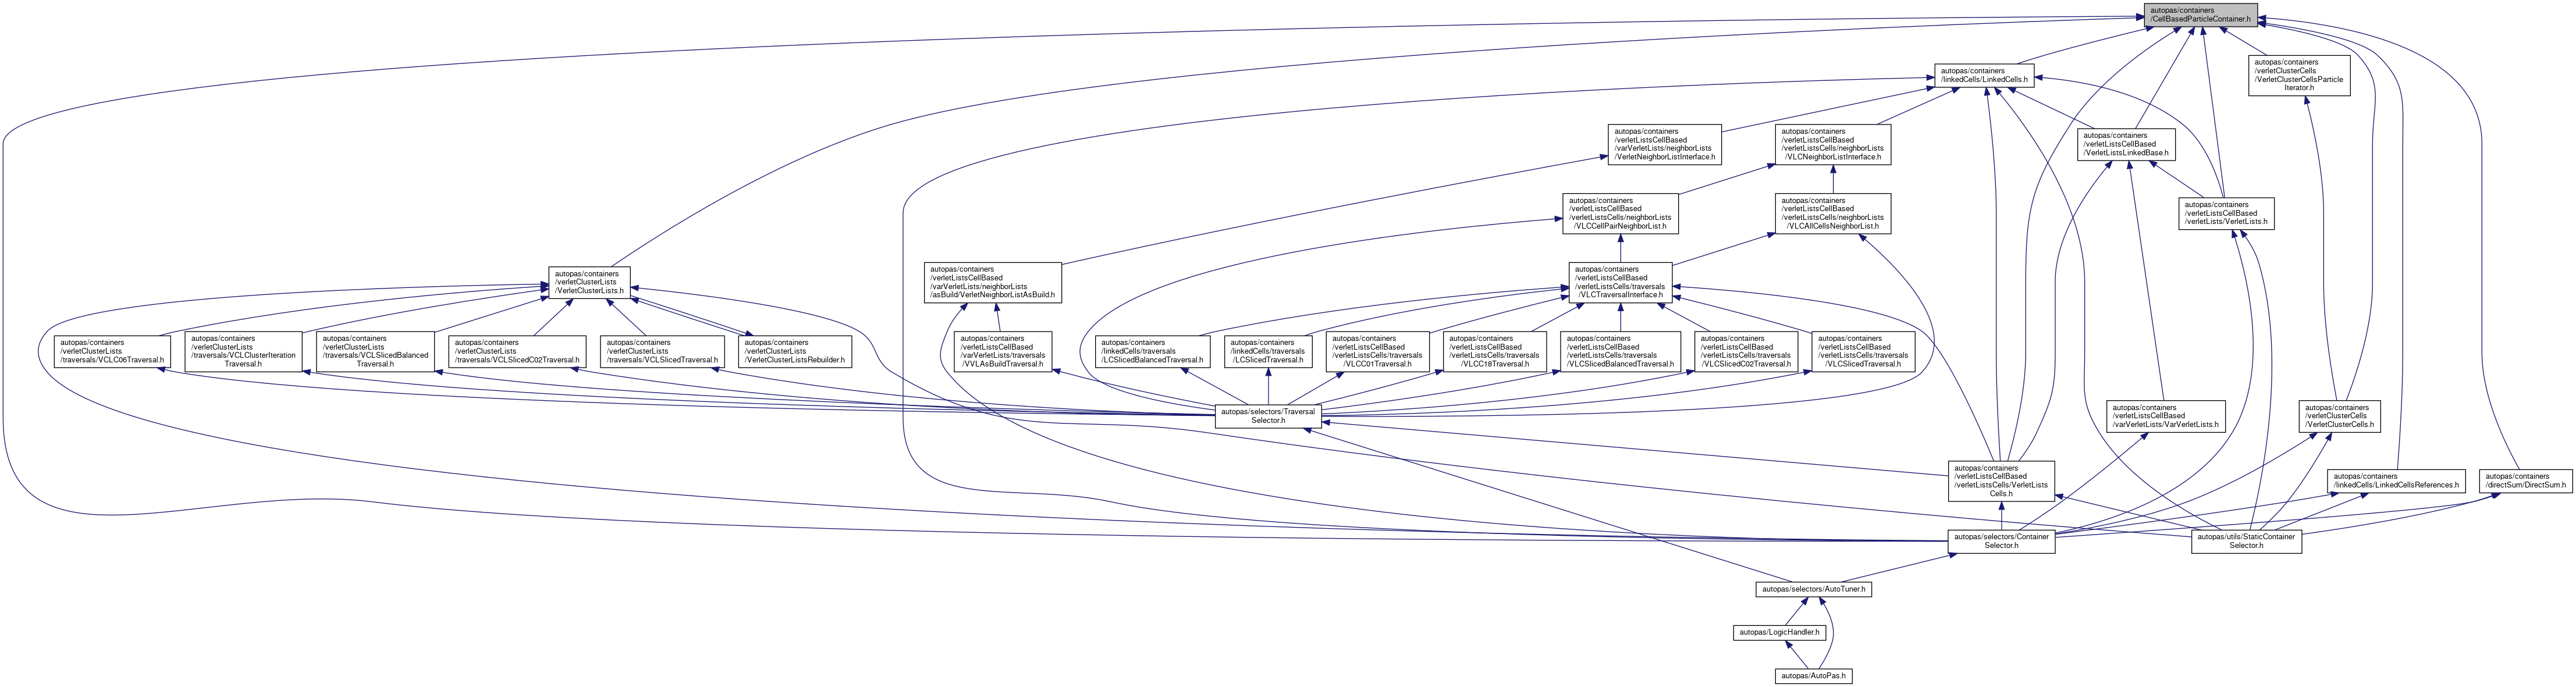 autopas/containers
/CellBasedParticleContainer.h
autopas/containers
/verletClusterCells
/VerletClusterCellsParticle
Iterator.h
autopas/containers
/linkedCells/LinkedCells.h
autopas/containers
/verletListsCellBased
/varVerletLists/neighborLists
/VerletNeighborListInterface.h
autopas/containers
/verletListsCellBased
/verletListsCells/neighborLists
/VLCNeighborListInterface.h
autopas/containers
/verletListsCellBased
/VerletListsLinkedBase.h
autopas/containers
/verletListsCellBased
/verletListsCells/neighborLists
/VLCCellPairNeighborList.h
autopas/containers
/verletListsCellBased
/verletListsCells/neighborLists
/VLCAllCellsNeighborList.h
autopas/containers
/verletListsCellBased
/verletLists/VerletLists.h
autopas/containers
/verletClusterLists
/VerletClusterLists.h
autopas/containers
/verletListsCellBased
/varVerletLists/neighborLists
/asBuild/VerletNeighborListAsBuild.h
autopas/containers
/verletListsCellBased
/verletListsCells/traversals
/VLCTraversalInterface.h
autopas/containers
/verletClusterLists
/traversals/VCLC06Traversal.h
autopas/containers
/verletClusterLists
/traversals/VCLClusterIteration
Traversal.h
autopas/containers
/verletClusterLists
/traversals/VCLSlicedBalanced
Traversal.h
autopas/containers
/verletClusterLists
/traversals/VCLSlicedC02Traversal.h
autopas/containers
/verletClusterLists
/traversals/VCLSlicedTraversal.h
autopas/containers
/verletClusterLists
/VerletClusterListsRebuilder.h
autopas/containers
/verletListsCellBased
/varVerletLists/traversals
/VVLAsBuildTraversal.h
autopas/containers
/linkedCells/traversals
/LCSlicedBalancedTraversal.h
autopas/containers
/linkedCells/traversals
/LCSlicedTraversal.h
autopas/containers
/verletListsCellBased
/verletListsCells/traversals
/VLCC01Traversal.h
autopas/containers
/verletListsCellBased
/verletListsCells/traversals
/VLCC18Traversal.h
autopas/containers
/verletListsCellBased
/verletListsCells/traversals
/VLCSlicedBalancedTraversal.h
autopas/containers
/verletListsCellBased
/verletListsCells/traversals
/VLCSlicedC02Traversal.h
autopas/containers
/verletListsCellBased
/verletListsCells/traversals
/VLCSlicedTraversal.h
autopas/selectors/Traversal
Selector.h
autopas/containers
/verletListsCellBased
/varVerletLists/VarVerletLists.h
autopas/containers
/verletClusterCells
/VerletClusterCells.h
autopas/containers
/verletListsCellBased
/verletListsCells/VerletLists
Cells.h
autopas/containers
/linkedCells/LinkedCellsReferences.h
autopas/containers
/directSum/DirectSum.h
autopas/selectors/Container
Selector.h
autopas/utils/StaticContainer
Selector.h
autopas/selectors/AutoTuner.h
autopas/LogicHandler.h
autopas/AutoPas.h